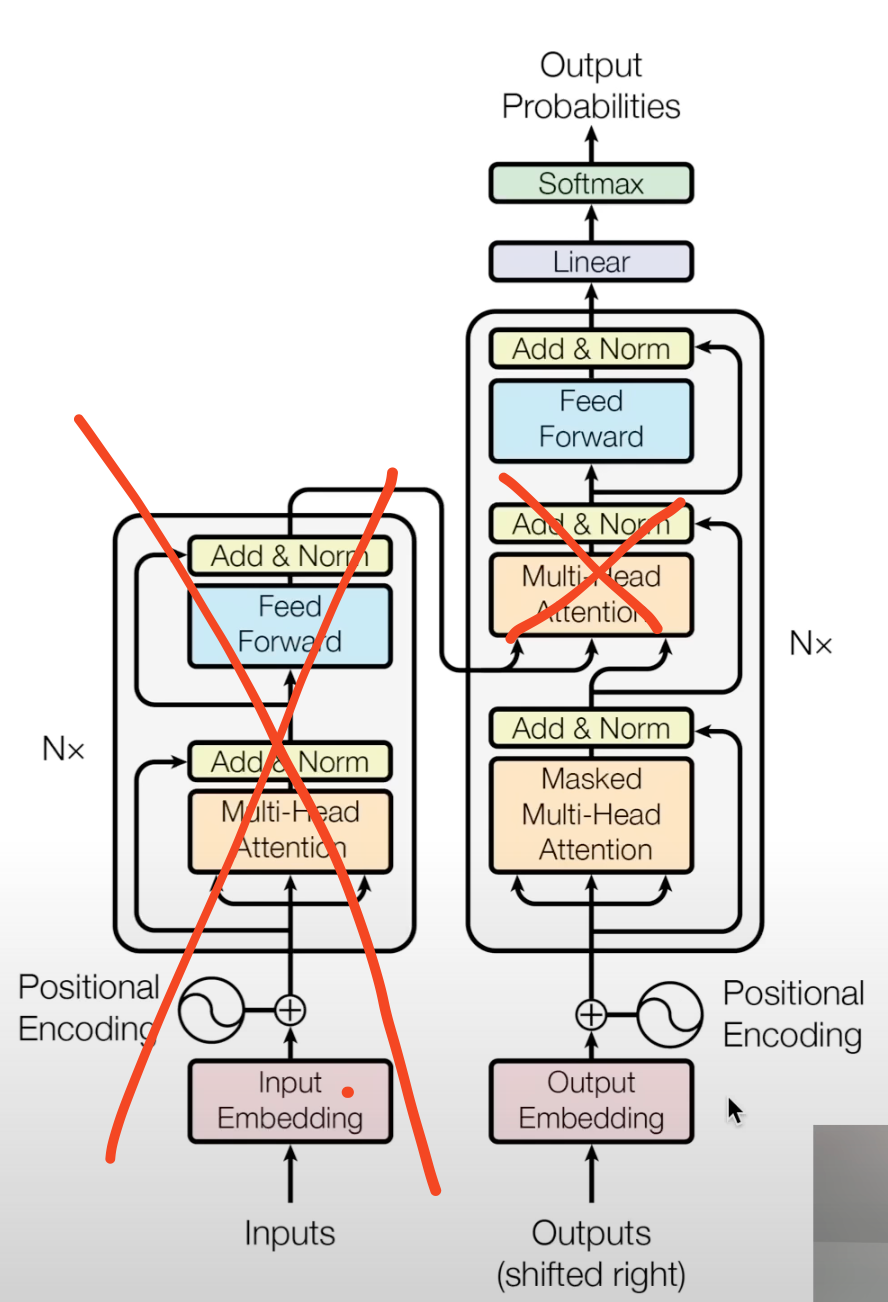 Output
Probabilities
Softmax
Linear
Add & Norm
Feed
Forward
Add & Norm
Multi-Head
Attention
Add & Norm
Masked
Multi-Head
Attention
Nx
Positional
Encoding
Output
Embedding
Outputs
(shifted right)
Add & Norm
Feed
Forward
Add & Norm
Multi-Head
Attention
Nx
Positional
Encoding
Input
Embedding
Inputs